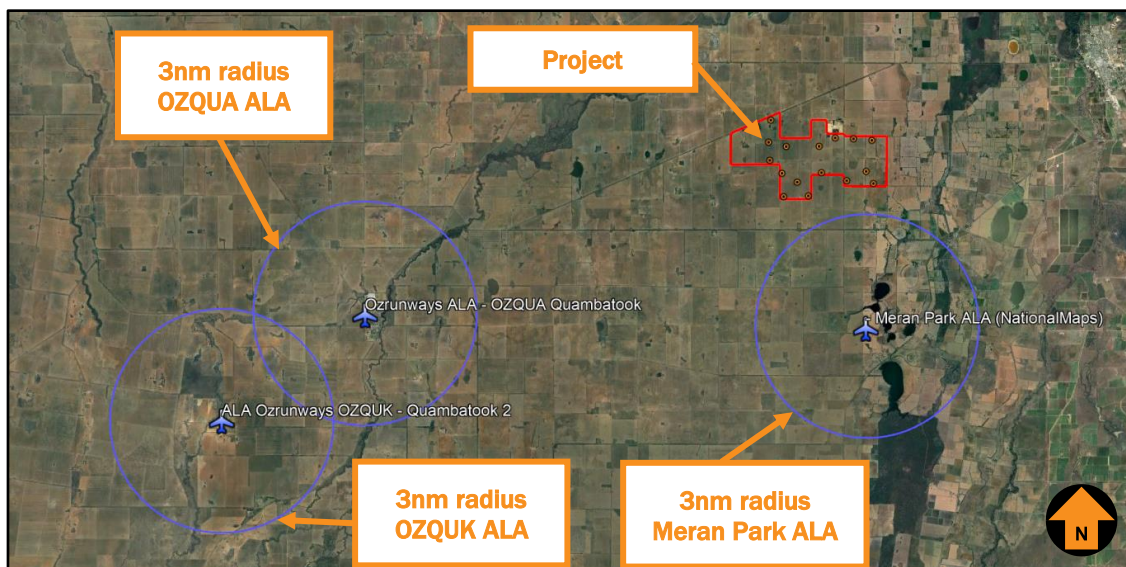 3nm radius
OZQUA ALA
Project
Ozrunways ALA - OZQUA Quambatook
Meran Park ALA (NationalMaps)
ALA Ozrunways OZQUK - Quambatook 2
3nm radius
OZQUK ALA
3nm radius
Meran Park ALA
N